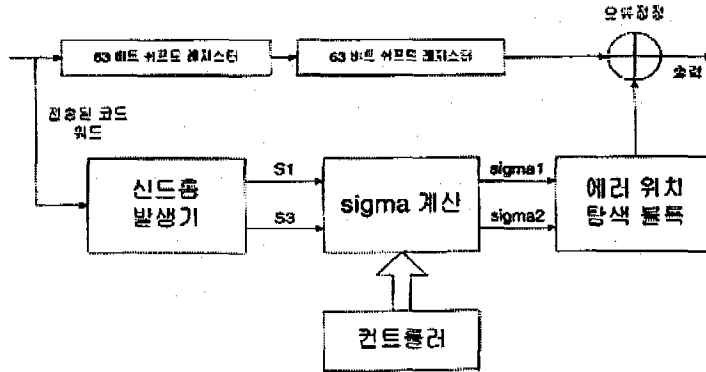 오류정정
63 비트 쉬프트 레지스터
63 비트 쉬프트 레지스터
출력
전송된 코드
워드
신드롬
발생기
S1
S3
sigma 계산
sigma1
sigma2
에러 위치
탐색 블록
컨트롤러